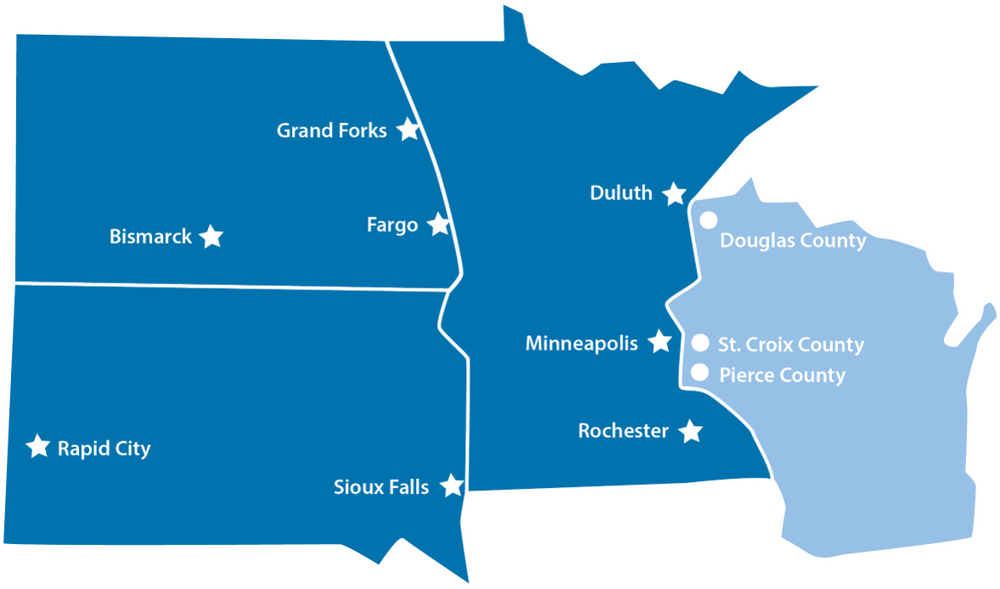 Grand Forks
Duluth
Fargo
Bismarck
Douglas County
Minneapolis
St. Croix County
Pierce County
Rochester
Rapid City
Sioux Falls